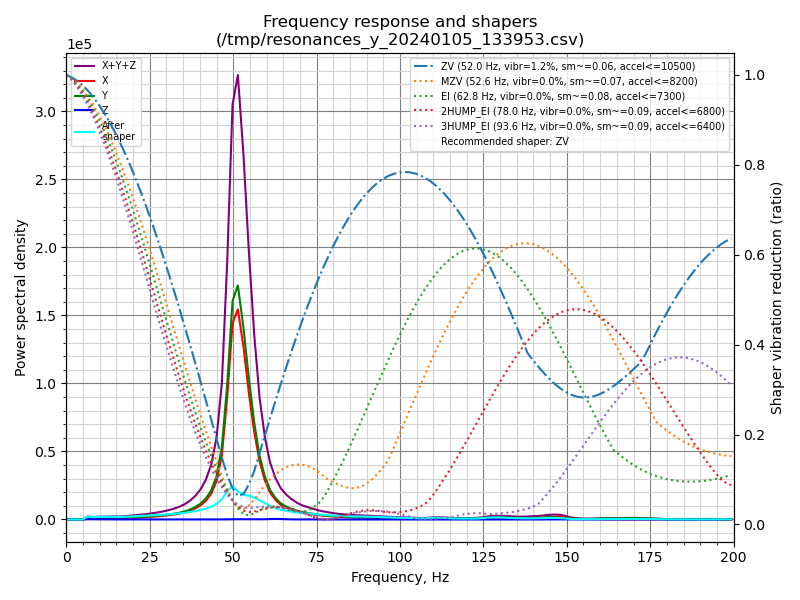 Frequency response and shapers
(/tmp/resonances_y_20240105_133953.csv)
1e5
X+Y+Z
X
Y
Z
After
shaper
ZV (52.0 Hz, vibr=1.2%, sm~=0.06, accel<=10500)
MZV (52.6 Hz, vibr=0.0%, sm~=0.07, accel<=8200)
EI (62.8 Hz, vibr=0.0%, sm~=0.08, accel<=7300)
2HUMP_EI (78.0 Hz, vibr=0.0%, sm~=0.09, accel<=6800)
3HUMP_EI (93.6 Hz, vibr=0.0%, sm~=0.09, accel<=6400)
Recommended shaper: ZV
Power spectral density
3.0
2.5
2.0
1.5
1.0
0.5
0.0
1.0
0.8
0.6
0.4
0.2
0.0
Shaper vibration reduction (ratio)
0 25 50 75 100 125 150 175 200
Frequency, Hz